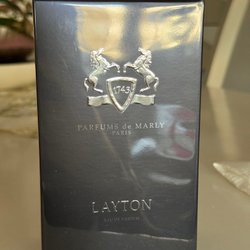 1743
PARFUMS de MARLY
PARIS
LAYTON
EAU DE PARFUM